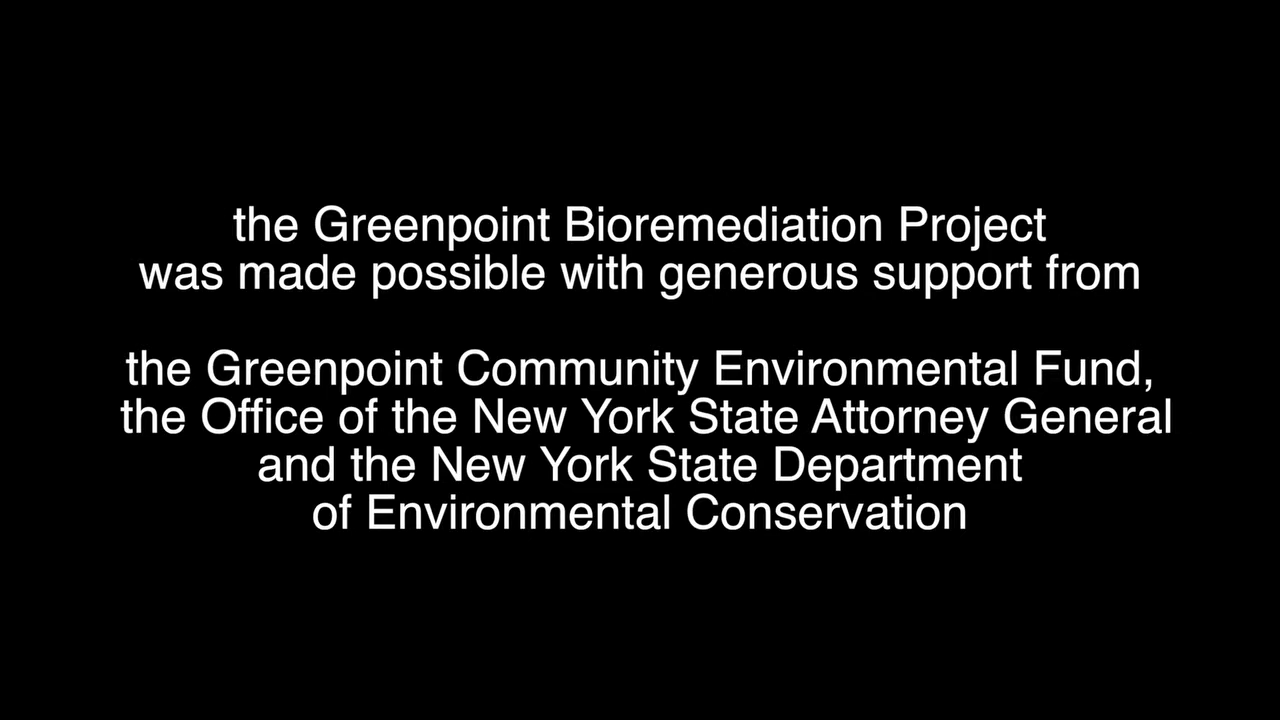 the Greenpoint Bioremediation Project
was made possible with generous support from
the Greenpoint Community Environmental Fund,
the Office of the New York State Attorney General
and the New York State Department
of Environmental Conservation